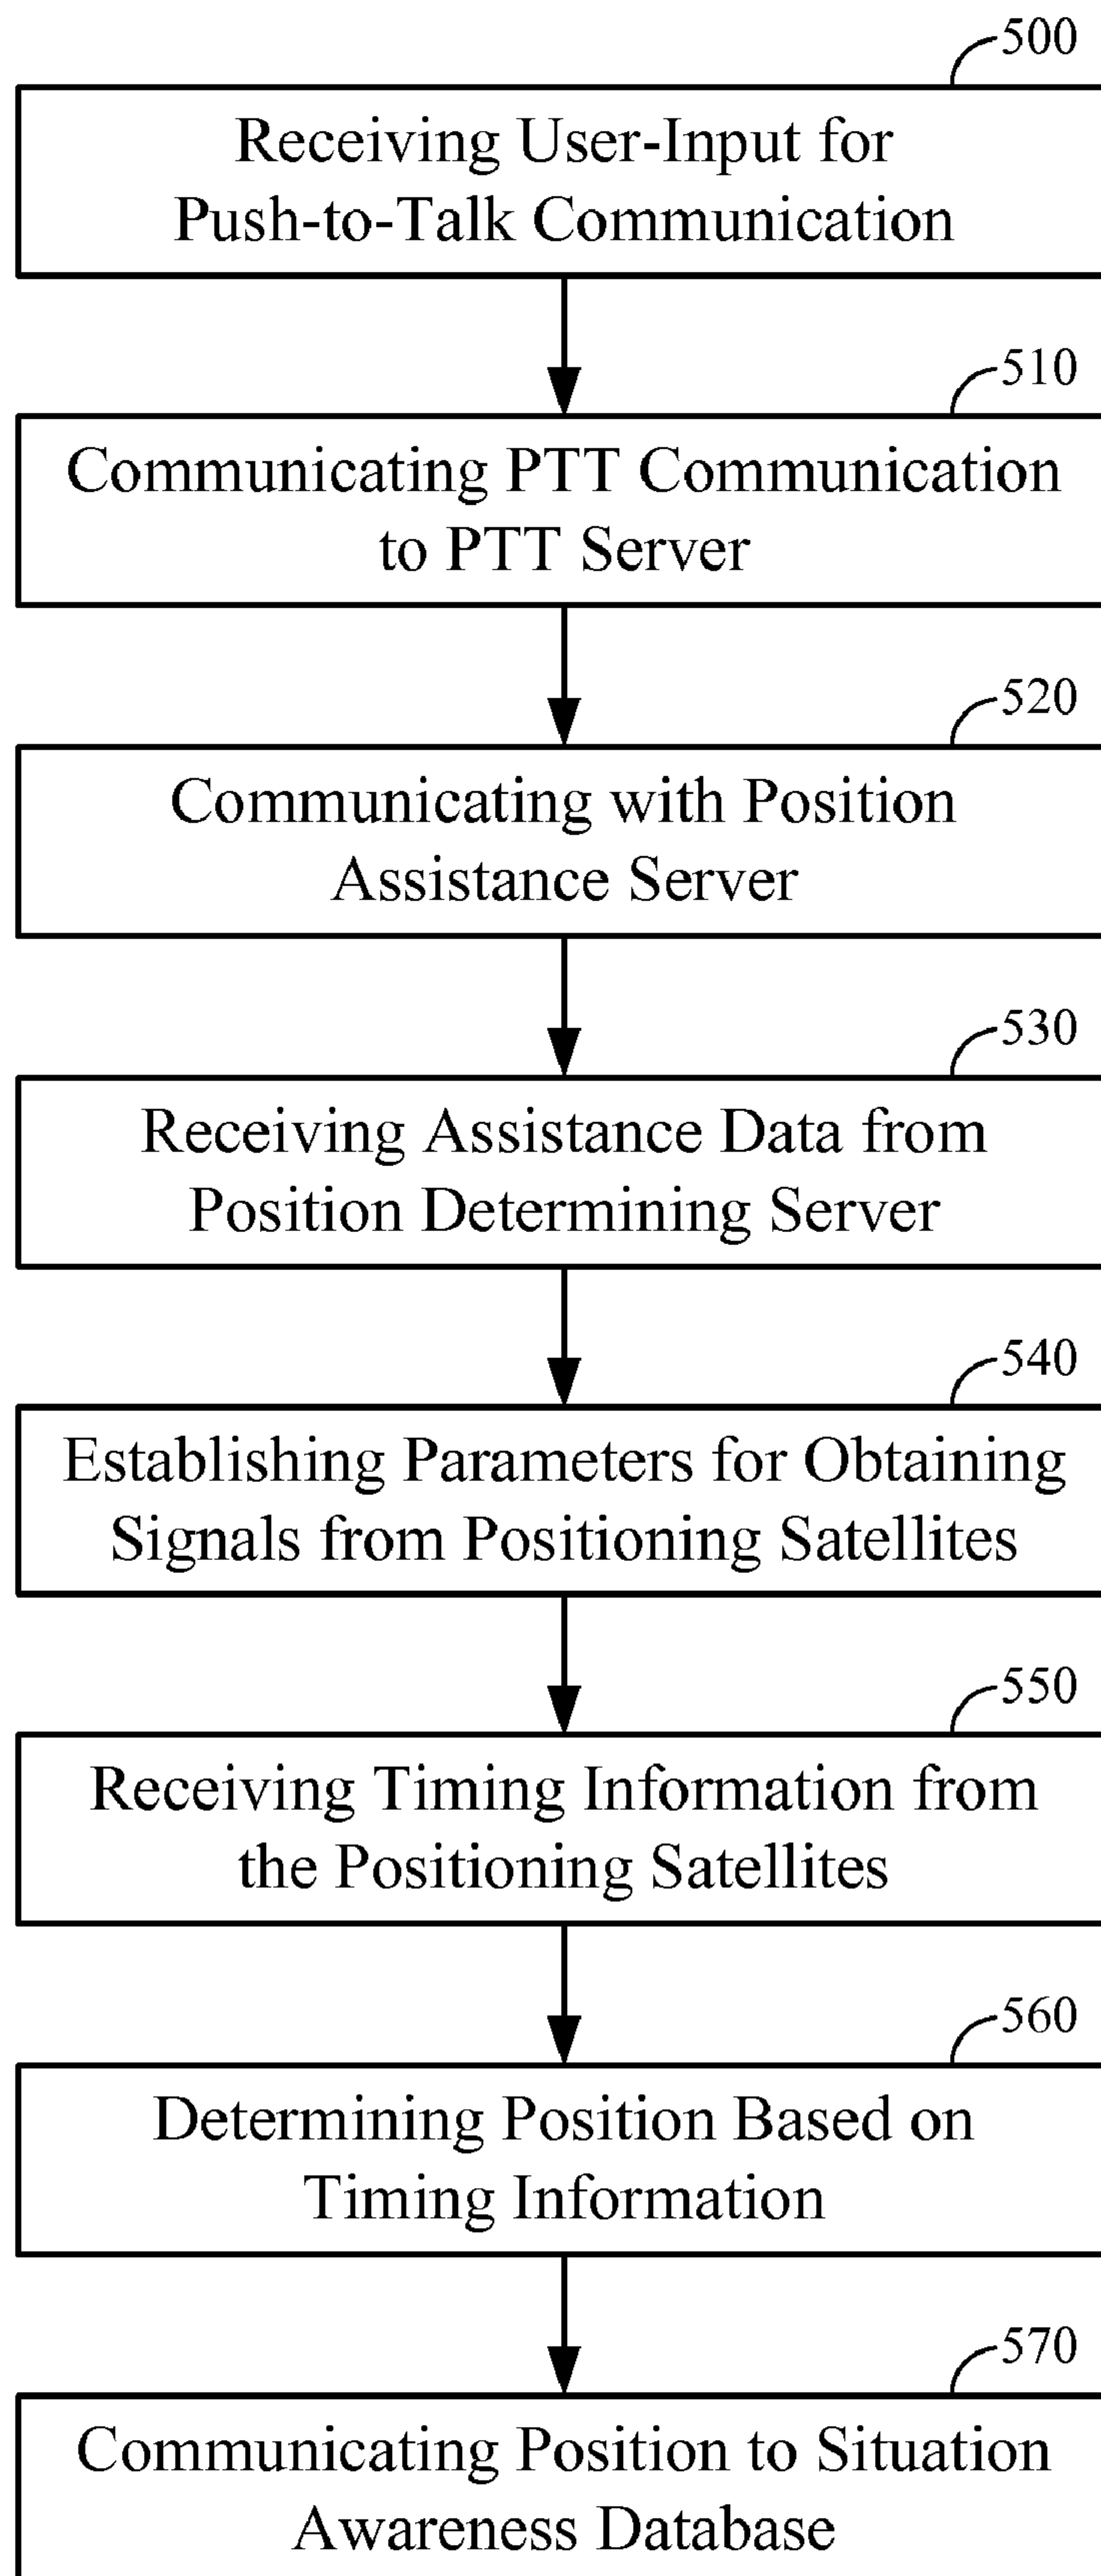 500
Receiving User-Input for
Push-to-Talk Communication
510
Communicating PTT Communication
to PTT Server
520
Communicating with Position
Assistance Server
530
Receiving Assistance Data from
Position Determining Server
540
Establishing Parameters for Obtaining
Signals from Positioning Satellites
550
Receiving Timing Information from
the Positioning Satellites
560
Determining Position Based on
Timing Information
570
Communicating Position to Situation
Awareness Database